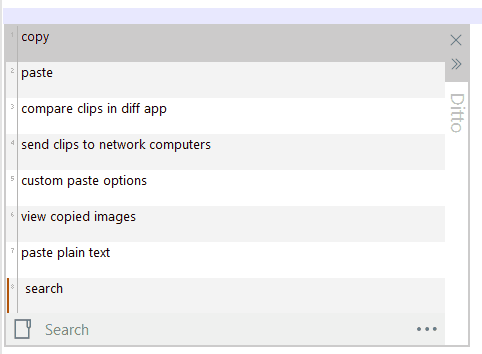 1 copy
2 paste
3 compare clips in diff app
4 send clips to network computers
5 custom paste options
6 view copied images
7 paste plain text
8 search
Search
Ditto